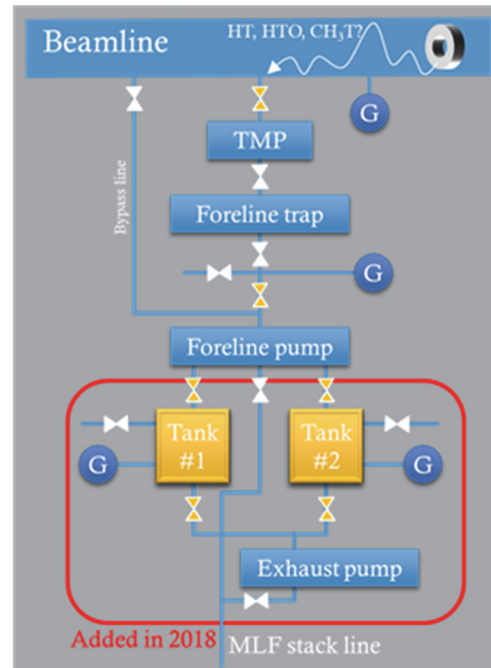 HT, HTO, CH₃T?
Beamline
G
TMP
Bypass line
Foreline trap
G
Foreline pump
Tank
#1
Tank
#2
G
G
Exhaust pump
Added in 2018
MLF stack line